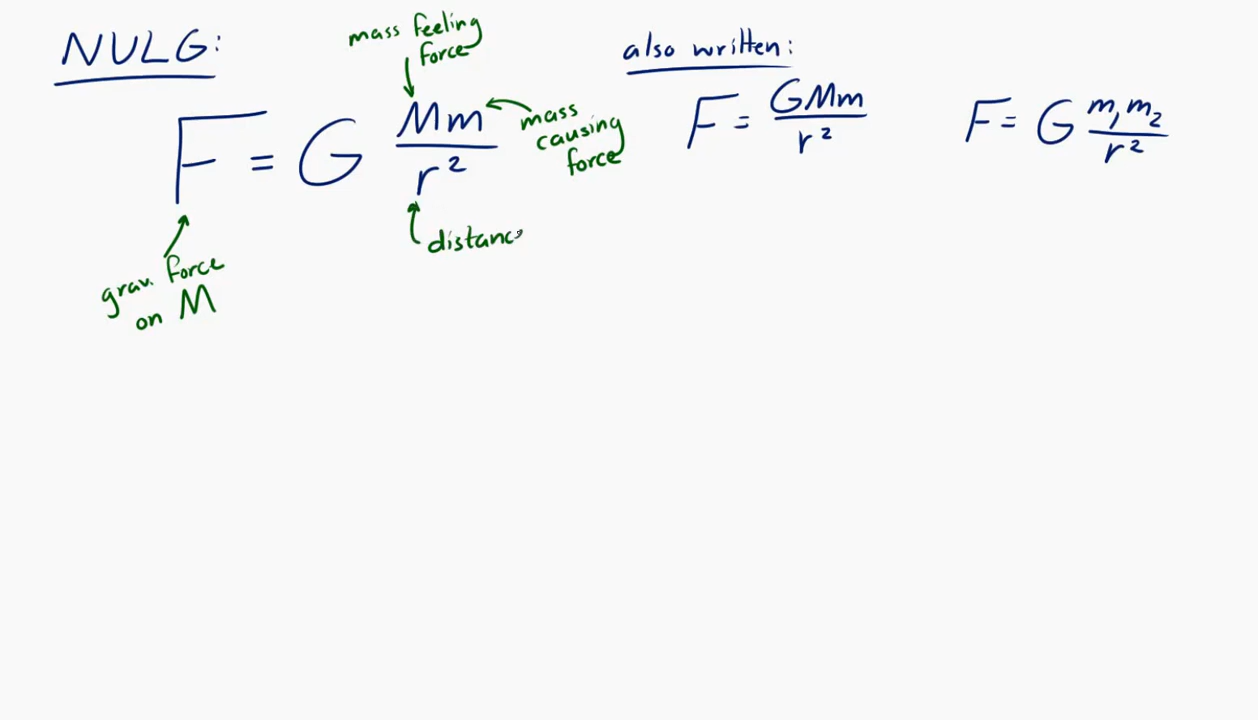 NULG:
mass feeling
force
also written:
F = G Mm / r²
mass
causing
force
F = GMm / r²
F = G m₁m₂ / r²
distanc
grav. force
on M